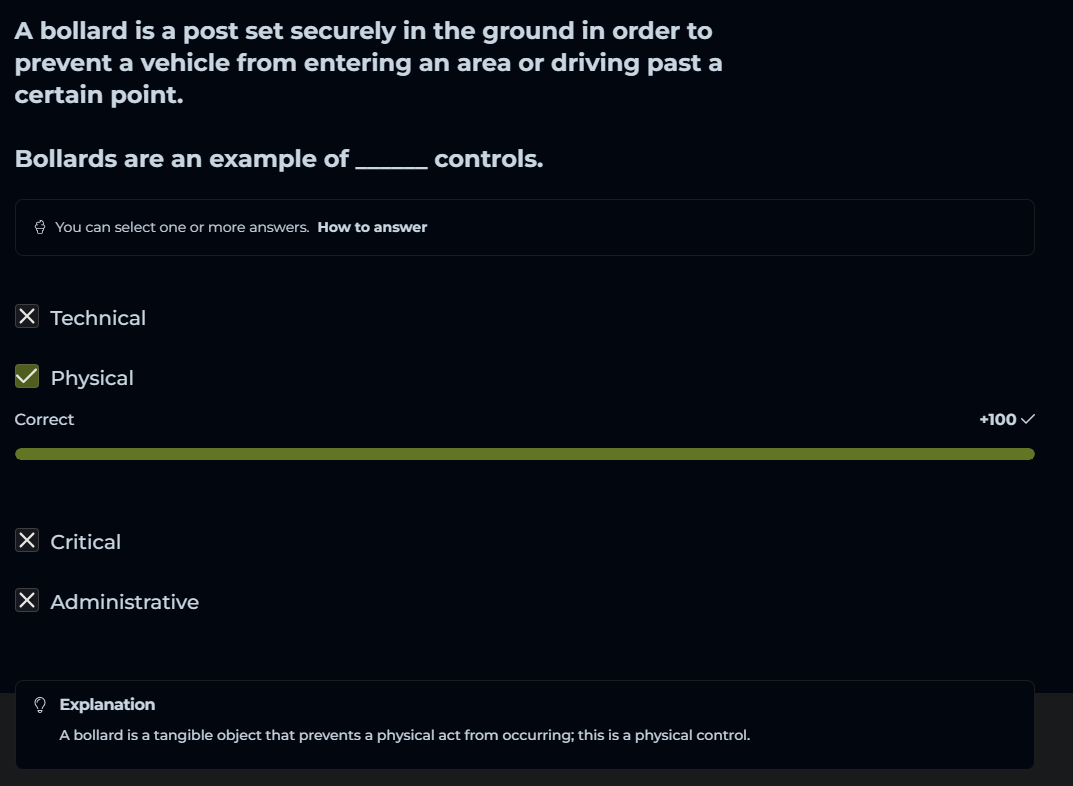 A bollard is a post set securely in the ground in order to
prevent a vehicle from entering an area or driving past a
certain point.
Bollards are an example of ______ controls.
You can select one or more answers. How to answer
Technical
Physical
Correct +100
Critical
Administrative
Explanation
A bollard is a tangible object that prevents a physical act from occurring; this is a physical control.